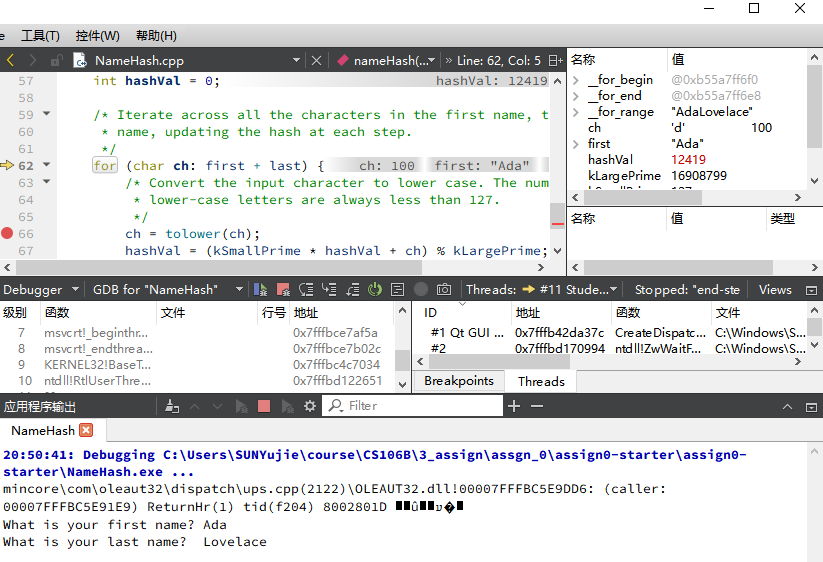 e 工具(T) 控件(W) 帮助(H)
NameHash.cpp
nameHash(...
» Line: 62, Col: 5
57 int hashVal = 0; hashVal: 12419
58
59 /* Iterate across all the characters in the first name, t
60 * name, updating the hash at each step.
61 */
62 for (char ch: first + last) { ch: 100 first: "Ada"
63 /* Convert the input character to lower case. The num
64 * lower-case letters are always less than 127.
65 */
66 ch = tolower(ch);
67 hashVal = (kSmallPrime * hashVal + ch) % kLargePrime;
名称 值
__for_begin @0xb55a7ff6f0
__for_end @0xb55a7ff6e8
__for_range "AdaLovelace"
ch 'd' 100
first "Ada"
hashVal 12419
kLargePrime 16908799
名称 值 类型
Debugger GDB for "NameHash" Threads: #11 Stude... Stopped: "end-ste Views
级别 函数 文件 行号 地址
7 msvcrt!_beginthr... 0x7fffbce7af5a
8 msvcrt!_endthrea... 0x7fffbce7b02c
9 KERNEL32!BaseT... 0x7fffbc4c7034
10 ntdll!RtlUserThre... 0x7fffbd122651
ID 地址 函数 文件
#1 Qt GUI ... 0x7fffb42da37c CreateDispatc... C:\Windows\S...
#2 0x7fffbd170994 ntdll!ZwWaitF... C:\Windows\S...
Breakpoints Threads
应用程序输出 Filter
NameHash
20:50:41: Debugging C:\Users\SUNYujie\course\CS106B\3_assign\assgn_0\assign0-starter\assign0-
starter\NameHash.exe ...
mincore\com\oleaut32\dispatch\ups.cpp(2122)\OLEAUT32.dll!00007FFFBC5E9DD6: (caller:
00007FFFBC5E91E9) ReturnHr(1) tid(f204) 8002801D
What is your first name? Ada
What is your last name?  Lovelace